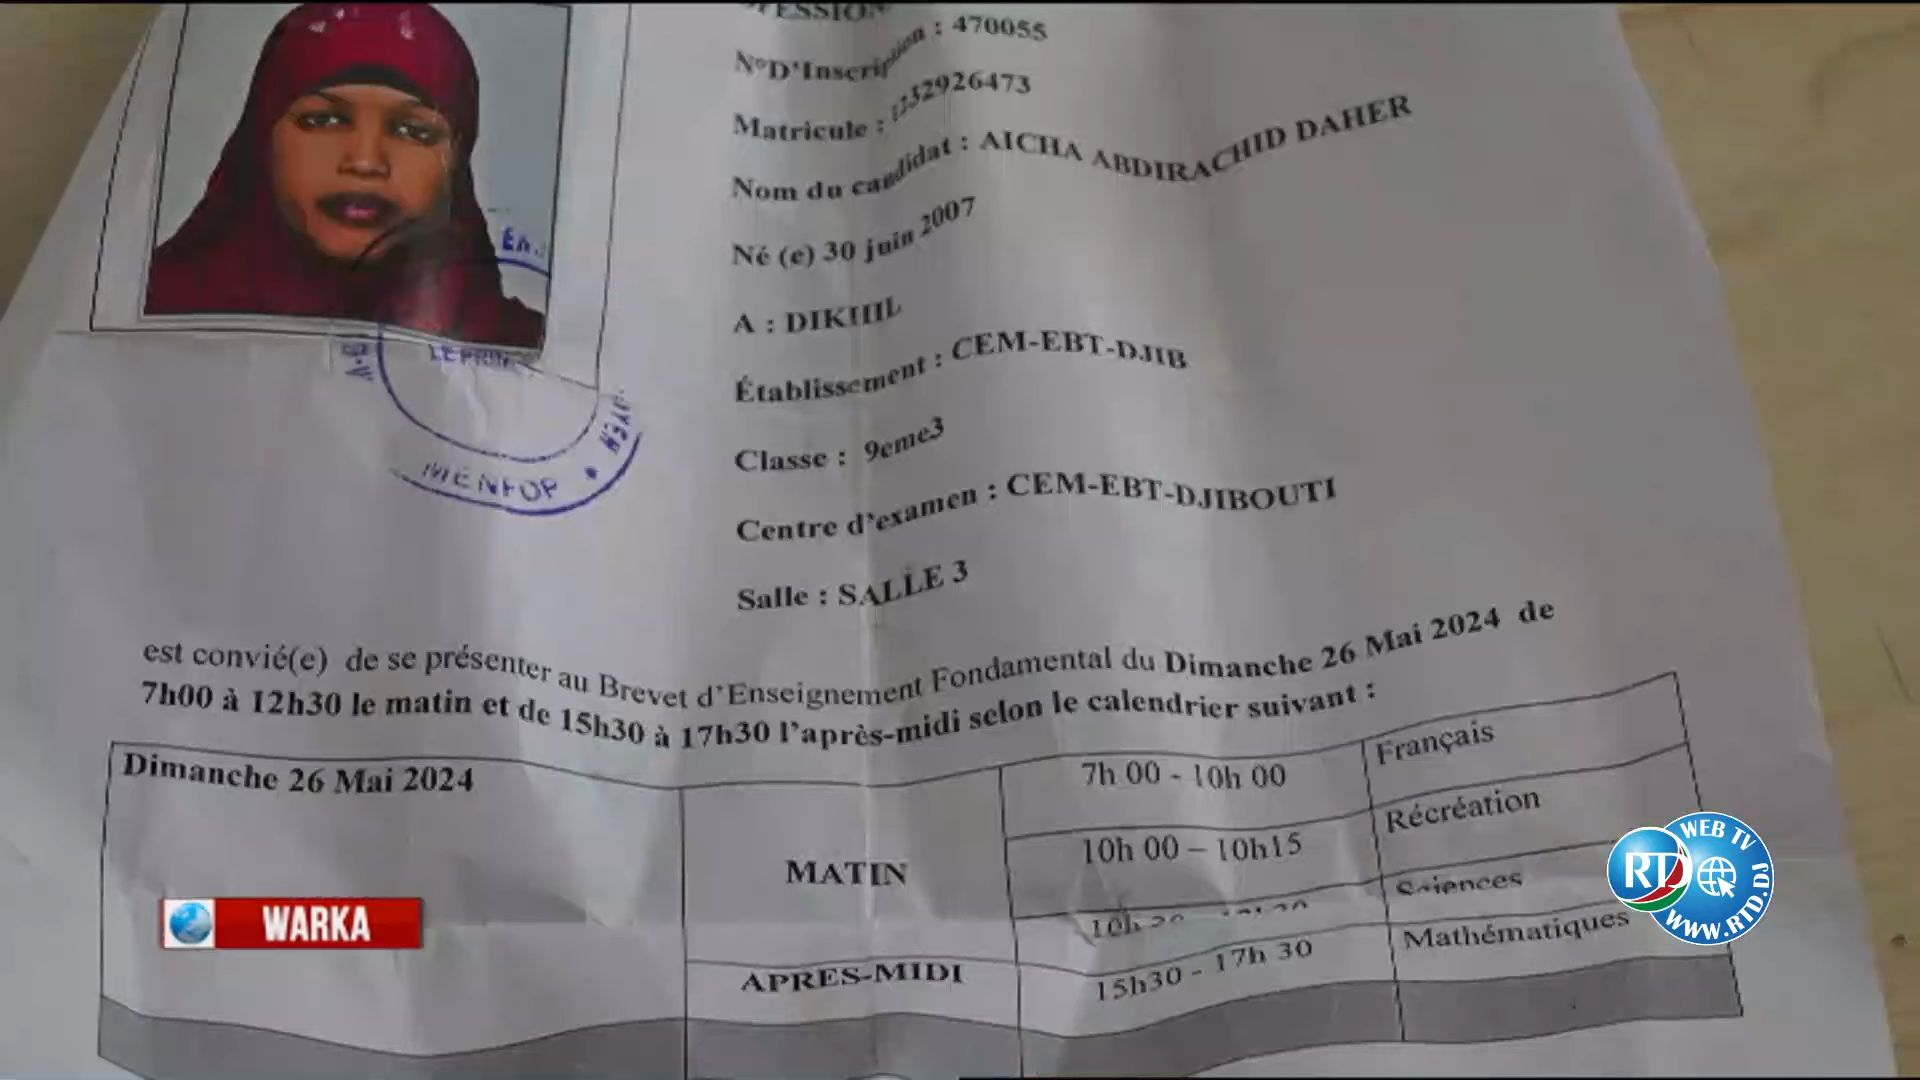 N°D'Inscription : 470055
Matricule : 1232926473
Nom du candidat : AICHA ABDIRACHID DAHER
Né (e) 30 juin 2007
A : DIKHIL
Établissement : CEM-EBT-DJIB
Classe : 9eme3
Centre d'examen : CEM-EBT-DJIBOUTI
Salle : SALLE 3
MENFOP
est convié(e) de se présenter au Brevet d'Enseignement Fondamental du Dimanche 26 Mai 2024 de
7h00 à 12h30 le matin et de 15h30 à 17h30 l'après-midi selon le calendrier suivant :
Dimanche 26 Mai 2024
MATIN
7h 00 - 10h 00 Français
10h 00 – 10h15 Récréation
Sciences
APRES-MIDI
15h30 - 17h 30 Mathématiques
WARKA
WEB TV
RTD
WWW.RTD.DJ